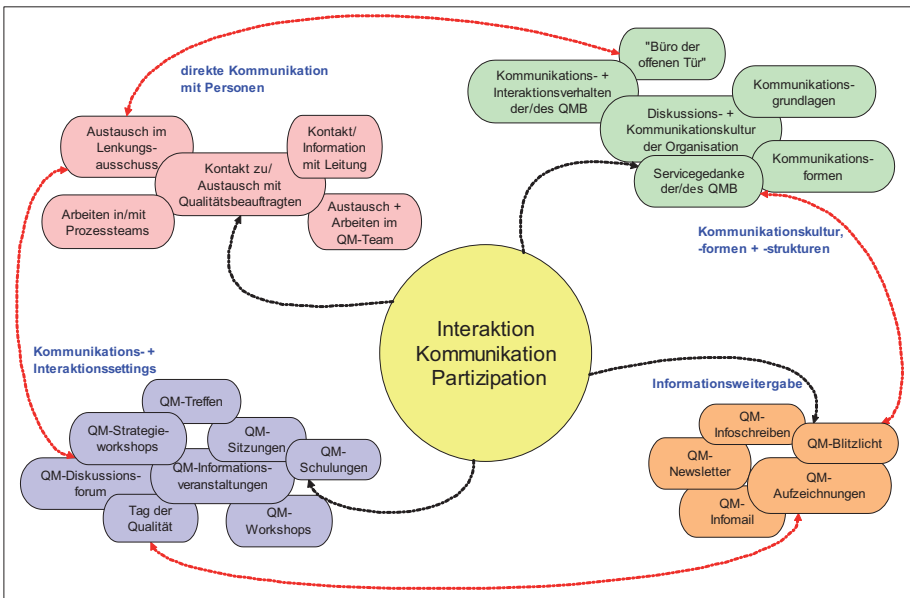 direkte Kommunikation
mit Personen
Austausch im
Lenkungs-
ausschuss
Kontakt/
Information
mit Leitung
Kontakt zu/
Austausch mit
Qualitätsbeauftragten
Arbeiten in/mit
Prozessteams
Austausch +
Arbeiten im
QM-Team
"Büro der
offenen Tür"
Kommunikations- +
Interaktionsverhalten
der/des QMB
Kommunikations-
grundlagen
Diskussions- +
Kommunikationskultur
der Organisation
Servicegedanke
der/des QMB
Kommunikations-
formen
Kommunikationskultur,
-formen + -strukturen
Interaktion
Kommunikation
Partizipation
Kommunikations- +
Interaktionssettings
QM-Treffen
QM-Strategie-
workshops
QM-
Sitzungen
QM-
Schulungen
QM-Diskussions-
forum
QM-Informations-
veranstaltungen
Tag der
Qualität
QM-
Workshops
Informationsweitergabe
QM-
Infoschreiben
QM-Blitzlicht
QM-
Newsletter
QM-
Aufzeichnungen
QM-
Infomail